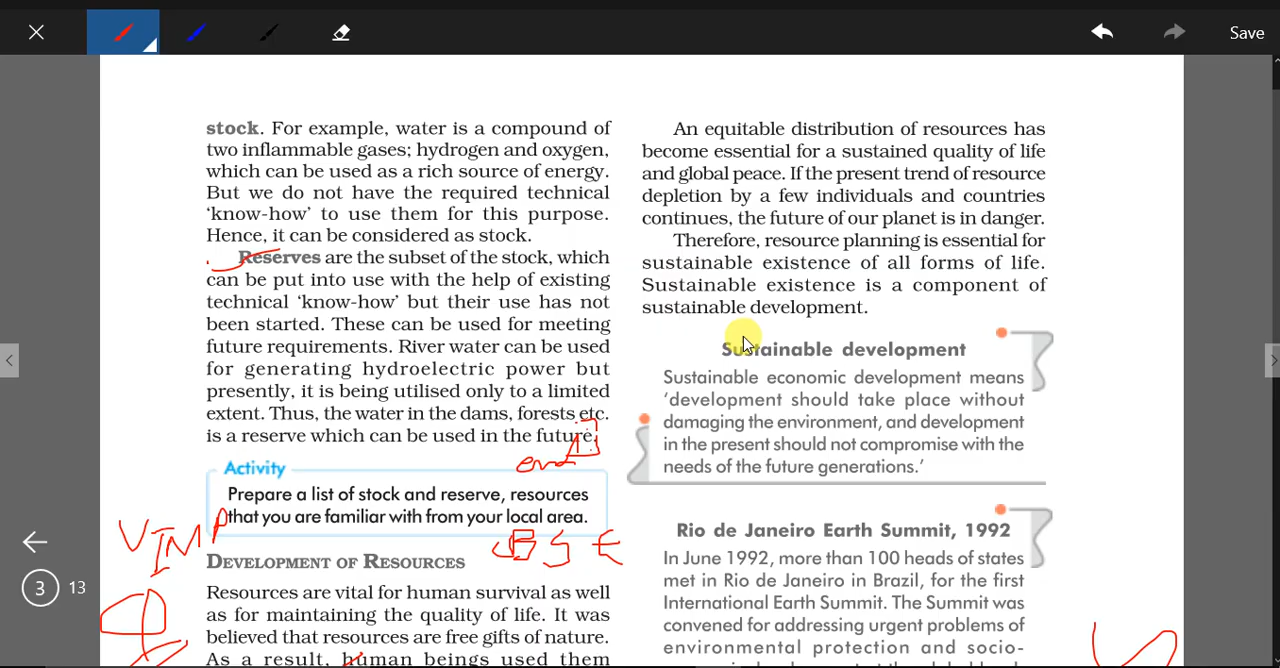 Save
stock. For example, water is a compound of
two inflammable gases; hydrogen and oxygen,
which can be used as a rich source of energy.
But we do not have the required technical
‘know-how’ to use them for this purpose.
Hence, it can be considered as stock.
Reserves are the subset of the stock, which
can be put into use with the help of existing
technical ‘know-how’ but their use has not
been started. These can be used for meeting
future requirements. River water can be used
for generating hydroelectric power but
presently, it is being utilised only to a limited
extent. Thus, the water in the dams, forests etc.
is a reserve which can be used in the future.
end
Activity
Prepare a list of stock and reserve, resources
that you are familiar with from your local area.
VIMP
CBSE
DEVELOPMENT OF RESOURCES
Resources are vital for human survival as well
as for maintaining the quality of life. It was
believed that resources are free gifts of nature.
As a result, human beings used them
3 13
An equitable distribution of resources has
become essential for a sustained quality of life
and global peace. If the present trend of resource
depletion by a few individuals and countries
continues, the future of our planet is in danger.
Therefore, resource planning is essential for
sustainable existence of all forms of life.
Sustainable existence is a component of
sustainable development.
Sustainable development
Sustainable economic development means
‘development should take place without
damaging the environment, and development
in the present should not compromise with the
needs of the future generations.’
Rio de Janeiro Earth Summit, 1992
In June 1992, more than 100 heads of states
met in Rio de Janeiro in Brazil, for the first
International Earth Summit. The Summit was
convened for addressing urgent problems of
environmental protection and socio-